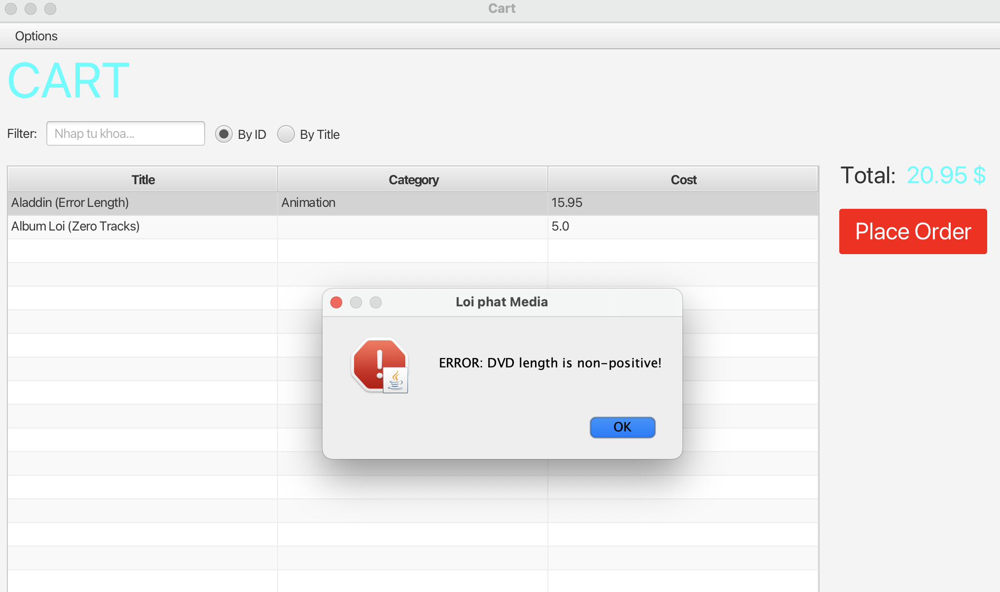 Cart
Options
CART
Filter: Nhap tu khoa... By ID By Title
Title Category Cost
Aladdin (Error Length) Animation 15.95
Album Loi (Zero Tracks) 5.0
Total: 20.95 $
Place Order
Loi phat Media
ERROR: DVD length is non-positive!
OK